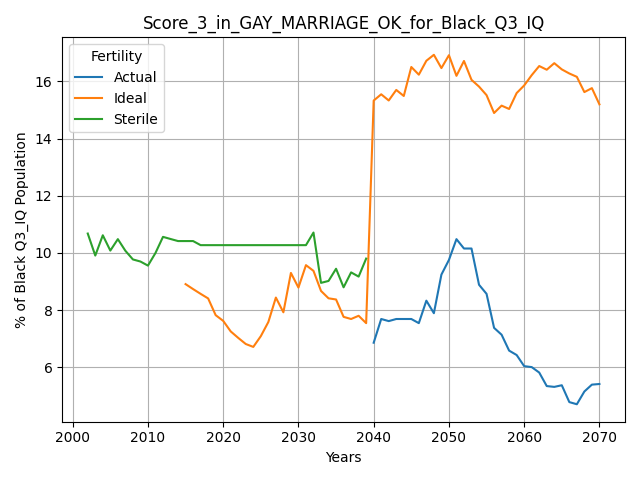 Score_3_in_GAY_MARRIAGE_OK_for_Black_Q3_IQ
Fertility
Actual
Ideal
Sterile
% of Black Q3_IQ Population
16
14
12
10
8
6
2000 2010 2020 2030 2040 2050 2060 2070
Years